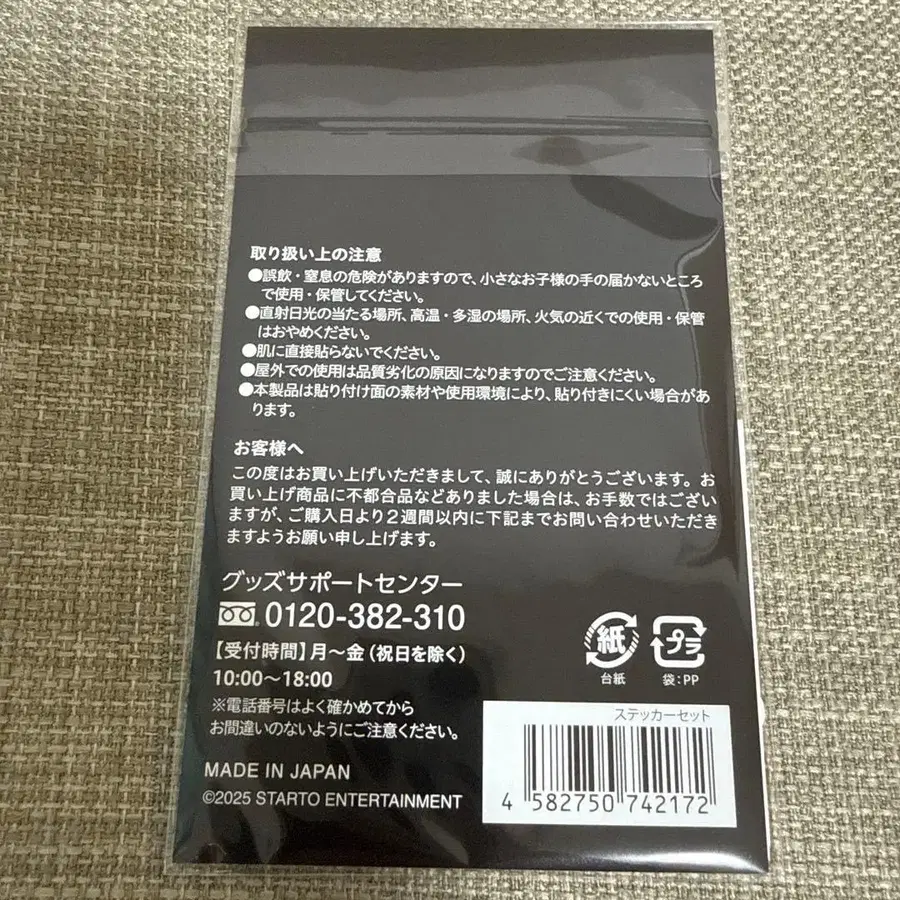 取り扱い上の注意
●誤飲・窒息の危険がありますので、小さなお子様の手の届かないところ
で使用・保管してください。
●直射日光の当たる場所、高温・多湿の場所、火気の近くでの使用・保管
はおやめください。
●肌に直接貼らないでください。
●屋外での使用は品質劣化の原因になりますのでご注意ください。
●本製品は貼り付け面の素材や使用環境により、貼り付きにくい場合があ
ります。
お客様へ
この度はお買い上げいただきまして、誠にありがとうございます。お
買い上げ商品に不都合品などありました場合は、お手数ではござい
ますが、ご購入日より2週間以内に下記までお問い合わせいただき
ますようお願い申し上げます。
グッズサポートセンター
0120-382-310
【受付時間】月～金（祝日を除く）
10:00～18:00
※電話番号はよく確かめてから
お間違いのないようにご注意ください。
MADE IN JAPAN
©2025 STARTO ENTERTAINMENT
紙
台紙
プラ
袋：PP
ステッカーセット
4 582750 742172